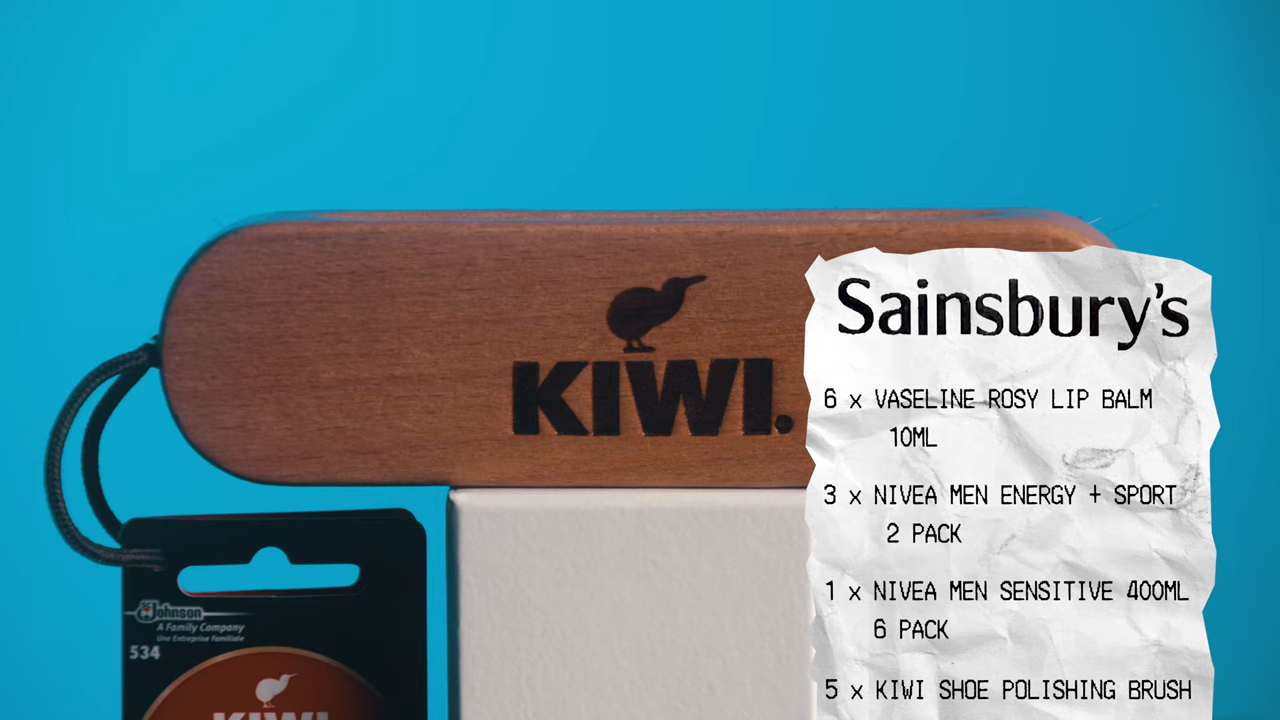 KIWI.
Johnson
A Family Company
Une Entreprise Familiale
534
KIWI
Sainsbury's
6 x VASELINE ROSY LIP BALM
10ML
3 x NIVEA MEN ENERGY + SPORT
2 PACK
1 x NIVEA MEN SENSITIVE 400ML
6 PACK
5 x KIWI SHOE POLISHING BRUSH